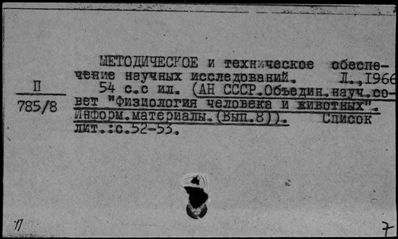 МЕТОДИЧЕСКОЕ и техническое обеспе-
чение научных исследований. Л.,1966
П
785/8
54 с.с ил. (АН СССР.Объедин.науч.со-
вет "Физиология человека и животных".
Информ.материалы.(Вып.8)). Список
лит.:с.52-53.
П
7